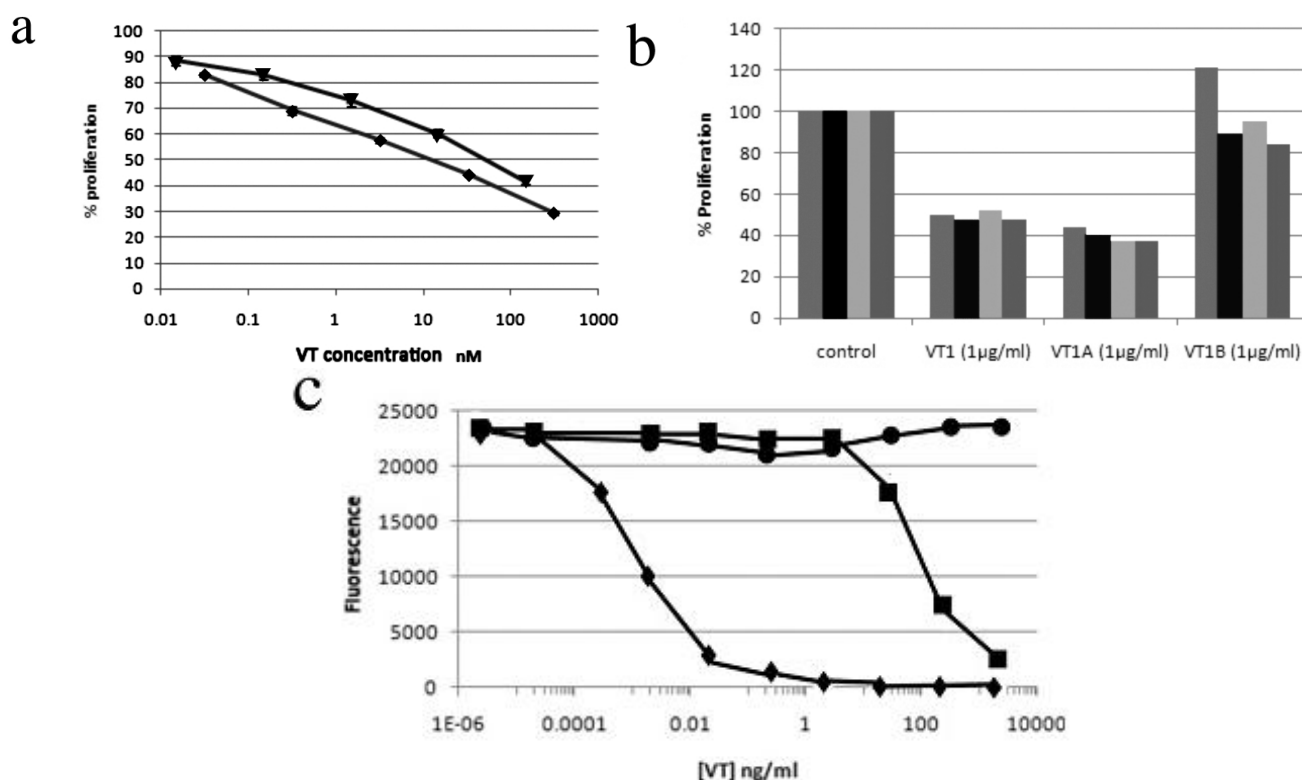 a
100
90
80
70
60
50
40
30
20
10
0
% proliferation
0.01 0.1 1 10 100 1000
VT concentration nM
b
140
120
100
80
60
40
20
0
% Proliferation
control VT1 (1µg/ml) VT1A (1µg/ml) VT1B (1µg/ml)
c
25000
20000
15000
10000
5000
0
Fluorescence
1E-06 0.0001 0.01 1 100 10000
[VT] ng/ml